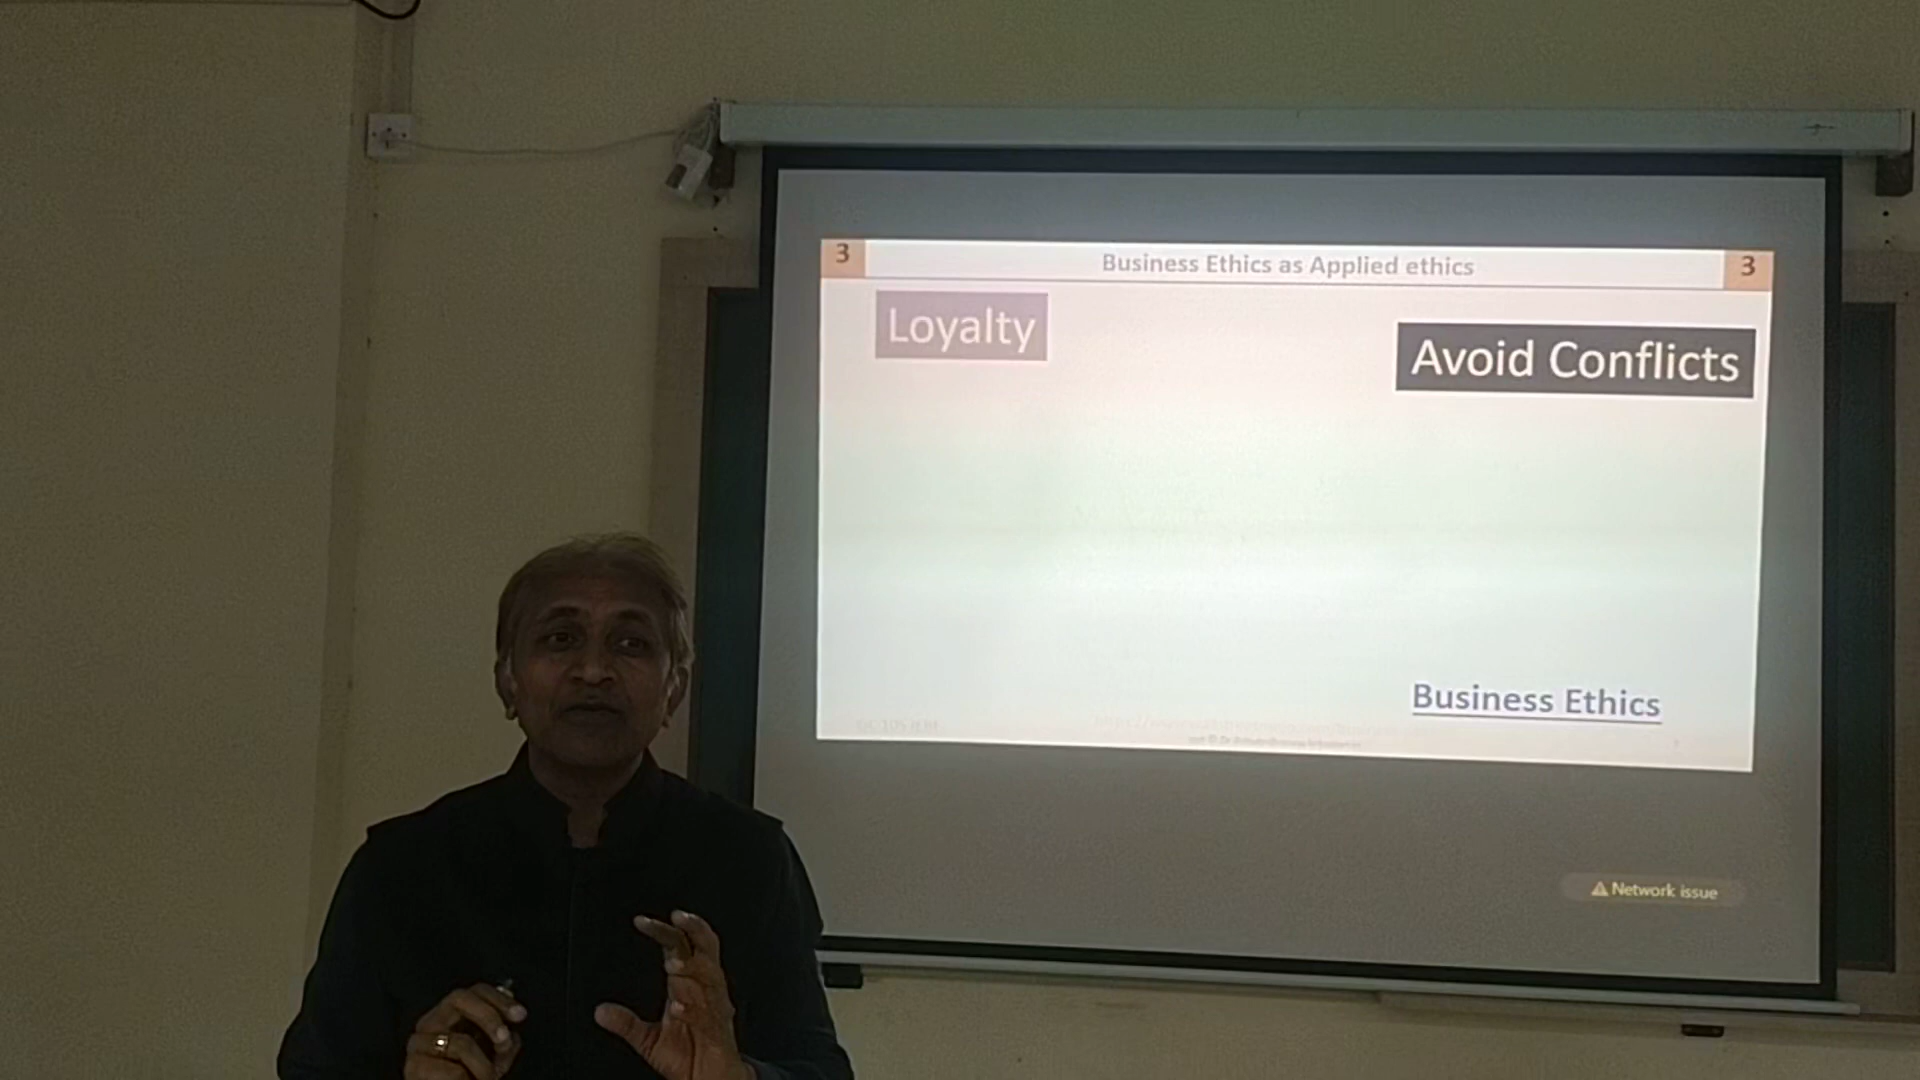 3 Business Ethics as Applied ethics 3
Loyalty
Avoid Conflicts
Business Ethics
Network issue